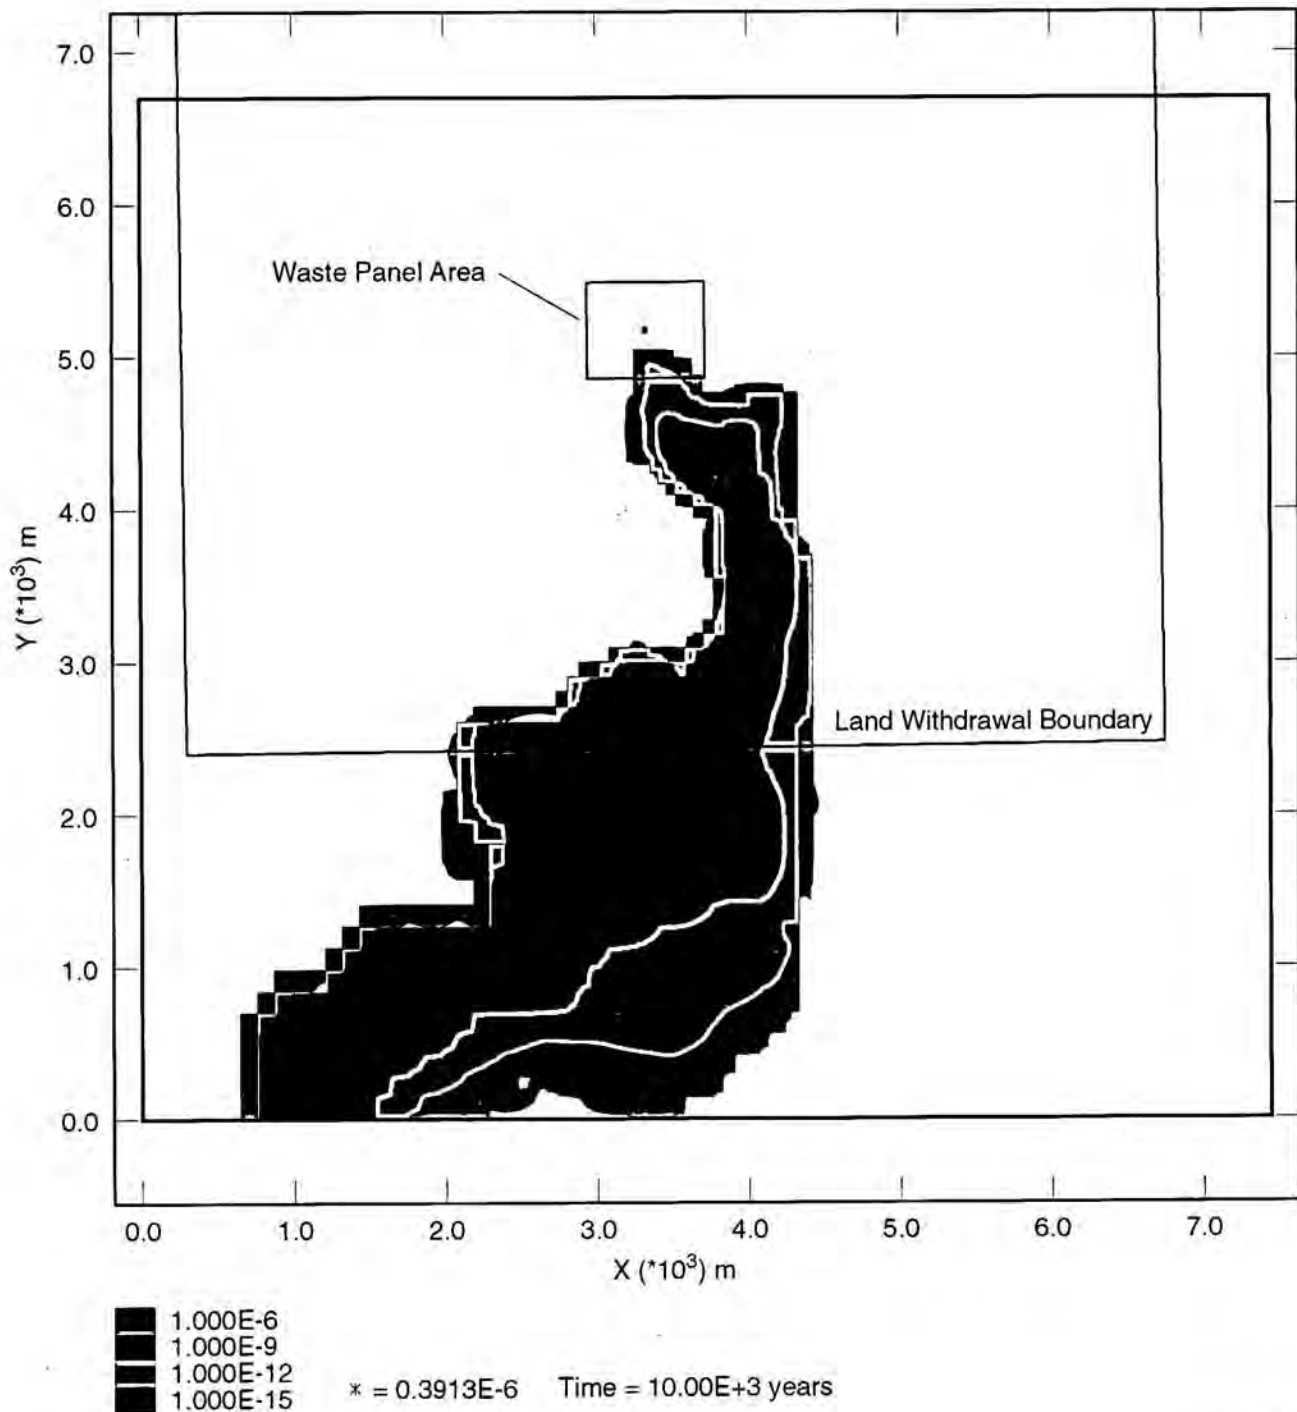 7.0
6.0
Waste Panel Area
5.0
4.0
Y (*10³) m
3.0
Land Withdrawal Boundary
2.0
1.0
0.0
0.0 1.0 2.0 3.0 4.0 5.0 6.0 7.0
X (*10³) m
1.000E-6
1.000E-9
1.000E-12
1.000E-15
* = 0.3913E-6 Time = 10.00E+3 years